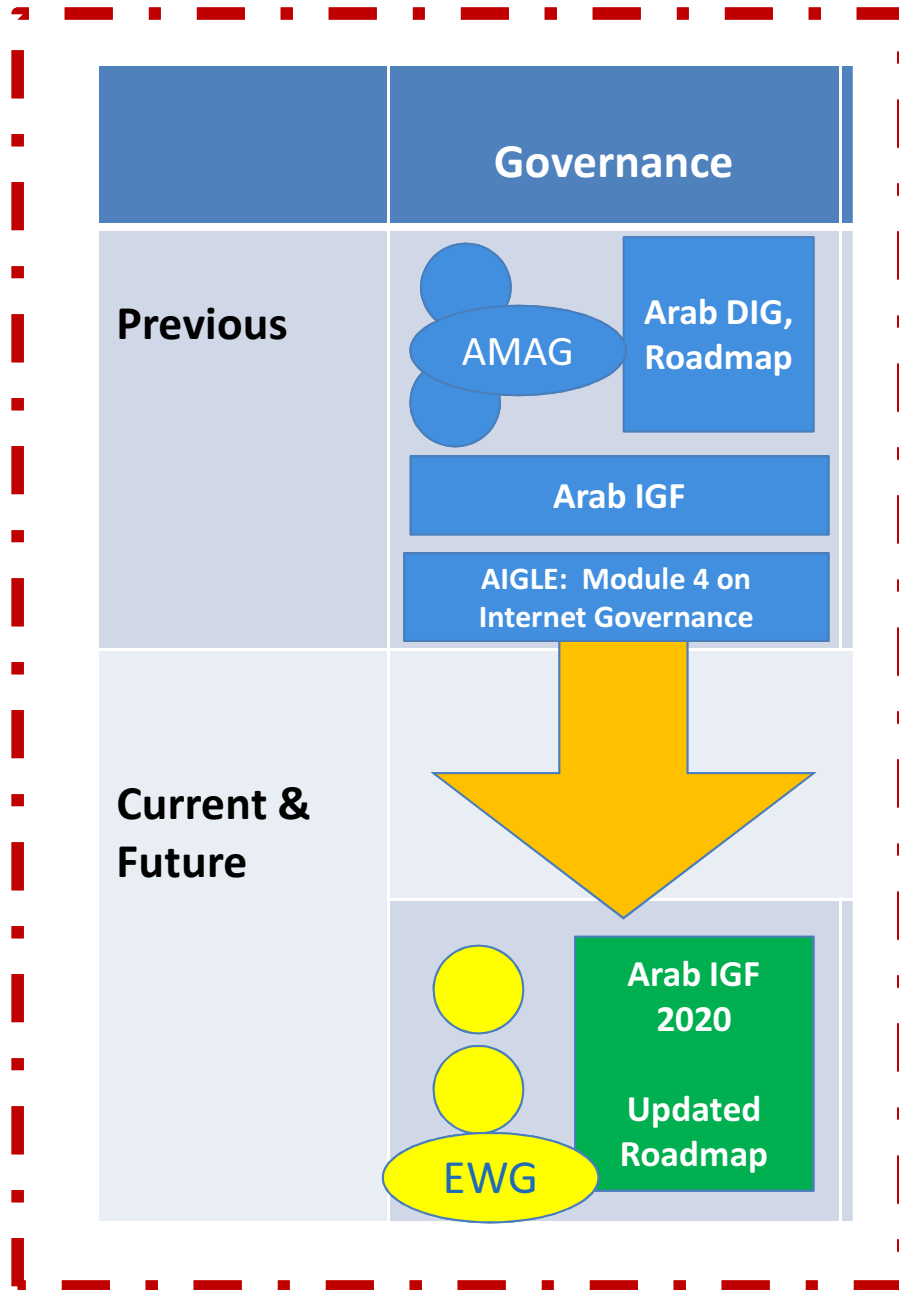 Governance
Previous
AMAG
Arab DIG,
Roadmap
Arab IGF
AIGLE: Module 4 on
Internet Governance
Current &
Future
Arab IGF
2020
Updated
Roadmap
EWG